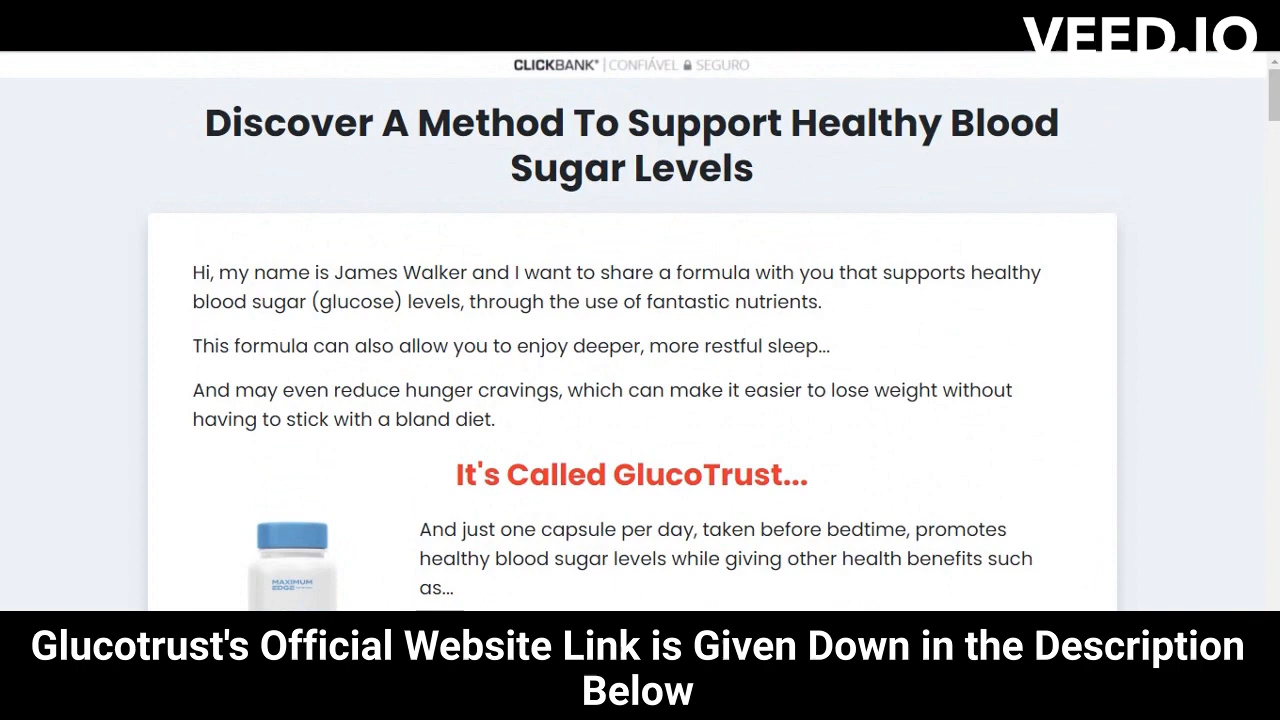 VEED.IO
CLICKBANK® | CONFIÁVEL SEGURO
Discover A Method To Support Healthy Blood
Sugar Levels
Hi, my name is James Walker and I want to share a formula with you that supports healthy
blood sugar (glucose) levels, through the use of fantastic nutrients.
This formula can also allow you to enjoy deeper, more restful sleep...
And may even reduce hunger cravings, which can make it easier to lose weight without
having to stick with a bland diet.
It's Called GlucoTrust...
And just one capsule per day, taken before bedtime, promotes
healthy blood sugar levels while giving other health benefits such
as...
MAXIMUM
EDGE
Glucotrust's Official Website Link is Given Down in the Description
Below